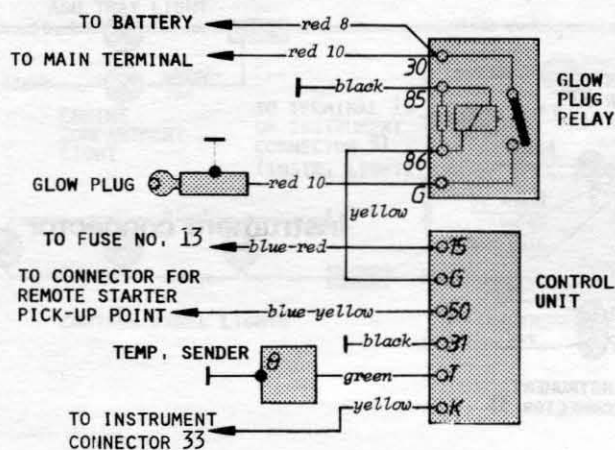 TO BATTERY
red 8
TO MAIN TERMINAL
red 10
30
black
85
GLOW
PLUG
RELAY
86
GLOW PLUG
red 10
G
yellow
TO FUSE NO. 13
blue-red
15
G
TO CONNECTOR FOR
REMOTE STARTER
PICK-UP POINT
blue-yellow
50
CONTROL
UNIT
black
31
TEMP. SENDER
green
T
yellow
K
TO INSTRUMENT
CONNECTOR 33